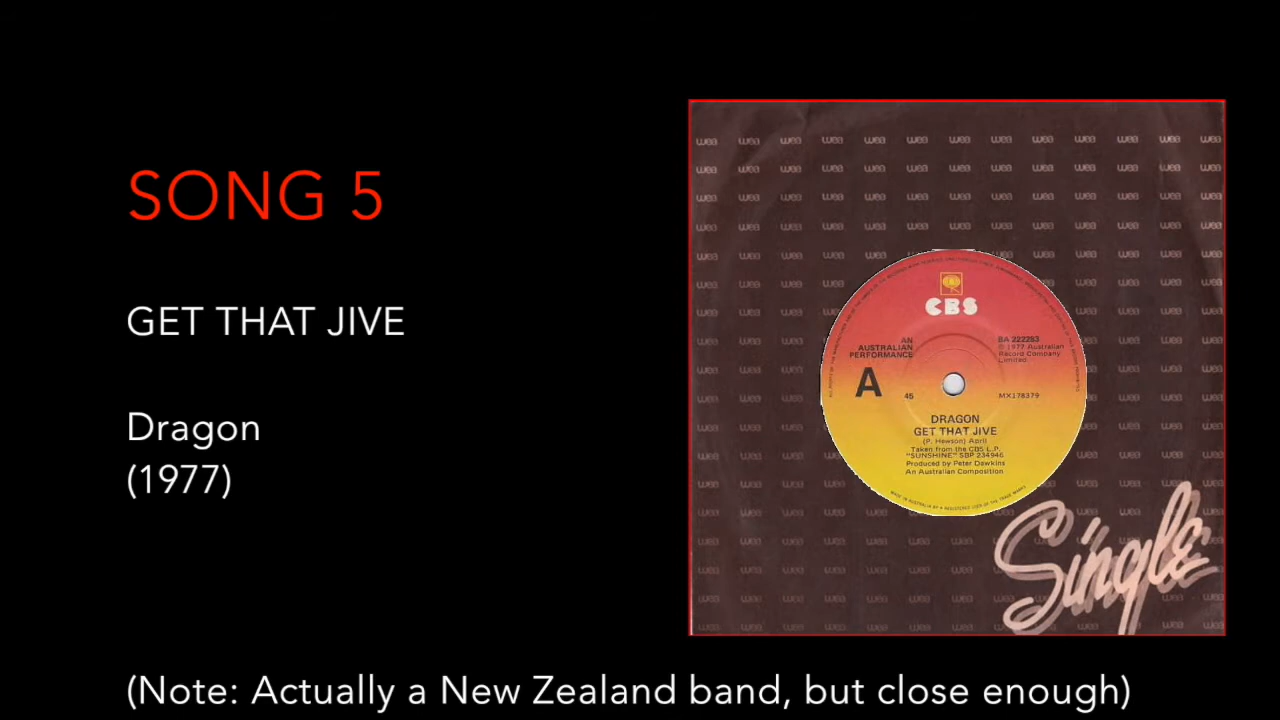 SONG 5
GET THAT JIVE
Dragon
(1977)
CBS
AN
AUSTRALIAN
PERFORMANCE
BA 222283
℗ 1977 Australian
Record Company
Limited
A
45
MX178379
DRAGON
GET THAT JIVE
(P. Hewson) April
Taken from the CBS L.P.
"SUNSHINE" SBP 234946
Produced by Peter Dawkins
An Australian Composition
wea
Single
(Note: Actually a New Zealand band, but close enough)